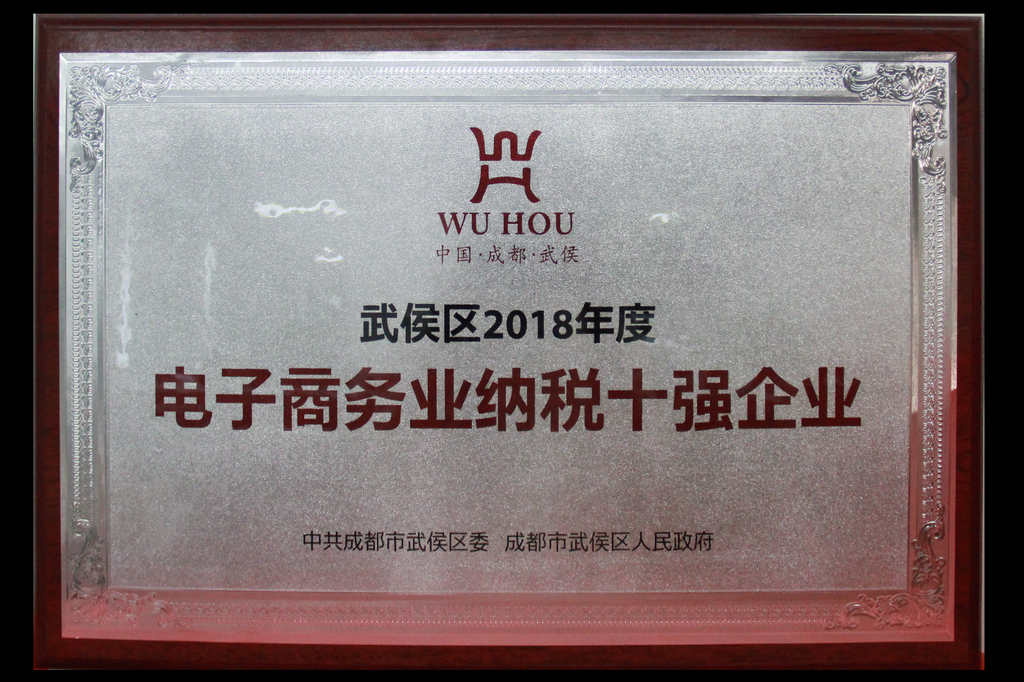 WU HOU
中国·成都·武侯
武侯区2018年度
电子商务业纳税十强企业
中共成都市武侯区委 成都市武侯区人民政府